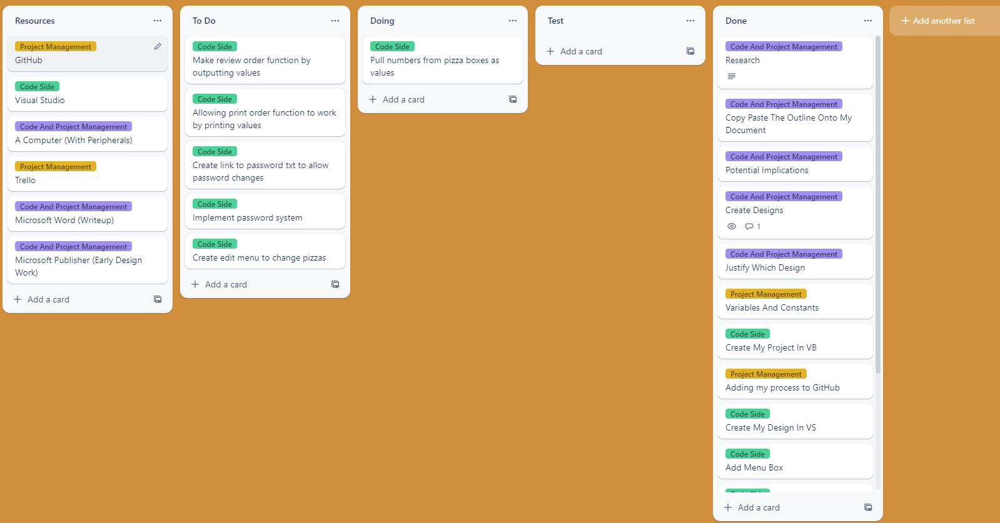 Resources
Project Management
GitHub
Code Side
Visual Studio
Code And Project Management
A Computer (With Peripherals)
Project Management
Trello
Code And Project Management
Microsoft Word (Writeup)
Code And Project Management
Microsoft Publisher (Early Design
Work)
Add a card
To Do
Code Side
Make review order function by
outputting values
Code Side
Allowing print order function to work
by printing values
Code Side
Create link to password txt to allow
password changes
Code Side
Implement password system
Code Side
Create edit menu to change pizzas
Add a card
Doing
Code Side
Pull numbers from pizza boxes as
values
Add a card
Test
Add a card
Done
Code And Project Management
Research
Code And Project Management
Copy Paste The Outline Onto My
Document
Code And Project Management
Potential Implications
Code And Project Management
Create Designs
1
Code And Project Management
Justify Which Design
Project Management
Variables And Constants
Code Side
Create My Project In VB
Project Management
Adding my process to GitHub
Code Side
Create My Design In VS
Code Side
Add Menu Box
Code Side
Add a card
Add another list